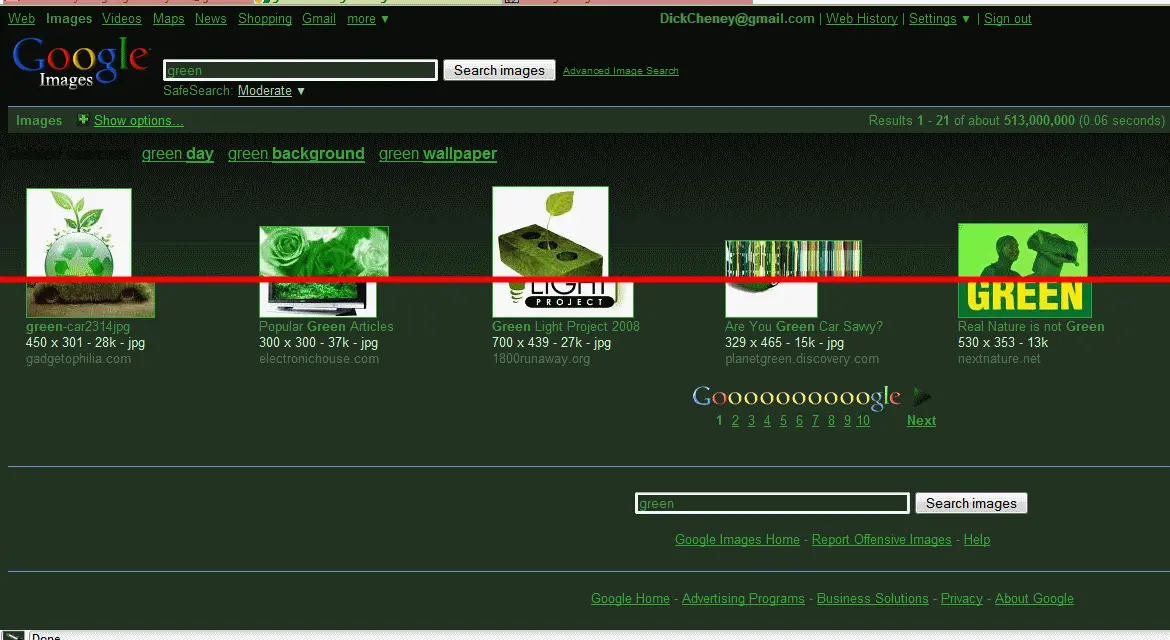 Web Images Videos Maps News Shopping Gmail more ▼ DickCheney@gmail.com | Web History | Settings ▼ | Sign out
Google Images
green Search images Advanced Image Search
SafeSearch: Moderate ▼
Images Show options... Results 1 - 21 of about 513,000,000 (0.06 seconds)
green day green background green wallpaper
LIGHT
PROJECT
GREEN
green-car2314jpg Popular Green Articles Green Light Project 2008 Are You Green Car Savvy? Real Nature is not Green
450 x 301 - 28k - jpg 300 x 300 - 37k - jpg 700 x 439 - 27k - jpg 329 x 465 - 15k - jpg 530 x 353 - 13k
gadgetophilia.com electronichouse.com 1800runaway.org planetgreen.discovery.com nextnature.net
Goooooooooogle
1 2 3 4 5 6 7 8 9 10 Next
green Search images
Google Images Home - Report Offensive Images - Help
Google Home - Advertising Programs - Business Solutions - Privacy - About Google
Done